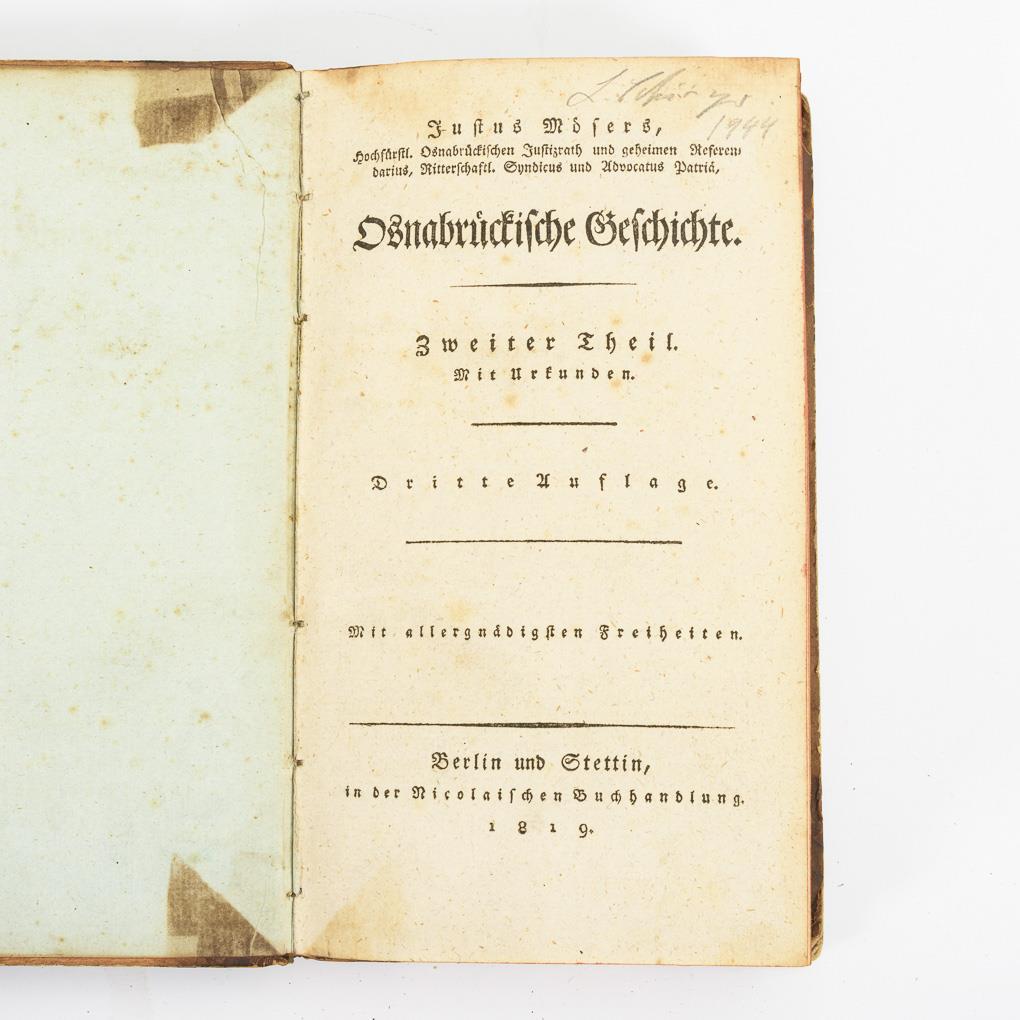 1944
Justus Mösers,
Hochfürstl. Osnabrückischen Justizrath und geheimen Referen-
darius, Ritterschaftl. Syndicus und Advocatus Patriä,
Osnabrückische Geschichte.
Zweiter Theil.
Mit Urkunden.
Dritte Auflage.
Mit allergnädigsten Freiheiten.
Berlin und Stettin,
in der Nicolaischen Buchhandlung.
1819.